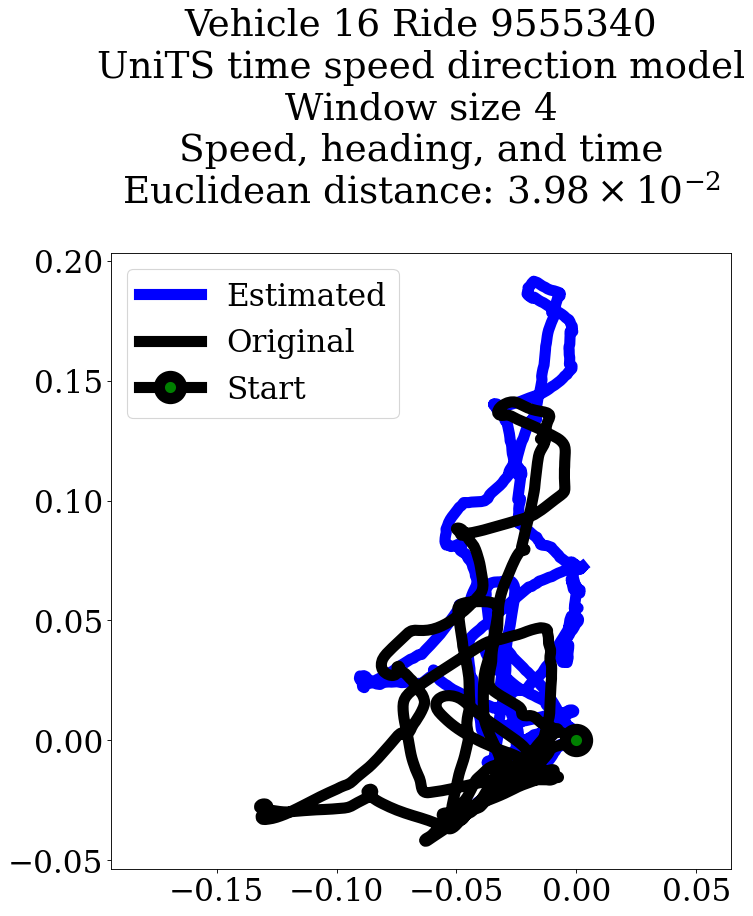 Vehicle 16 Ride 9555340
UniTS time speed direction model
Window size 4
Speed, heading, and time
Euclidean distance: 3.98 × 10⁻²
0.20
Estimated
Original
0.15
Start
0.10
0.05
0.00
−0.05
−0.15 −0.10 −0.05 0.00 0.05